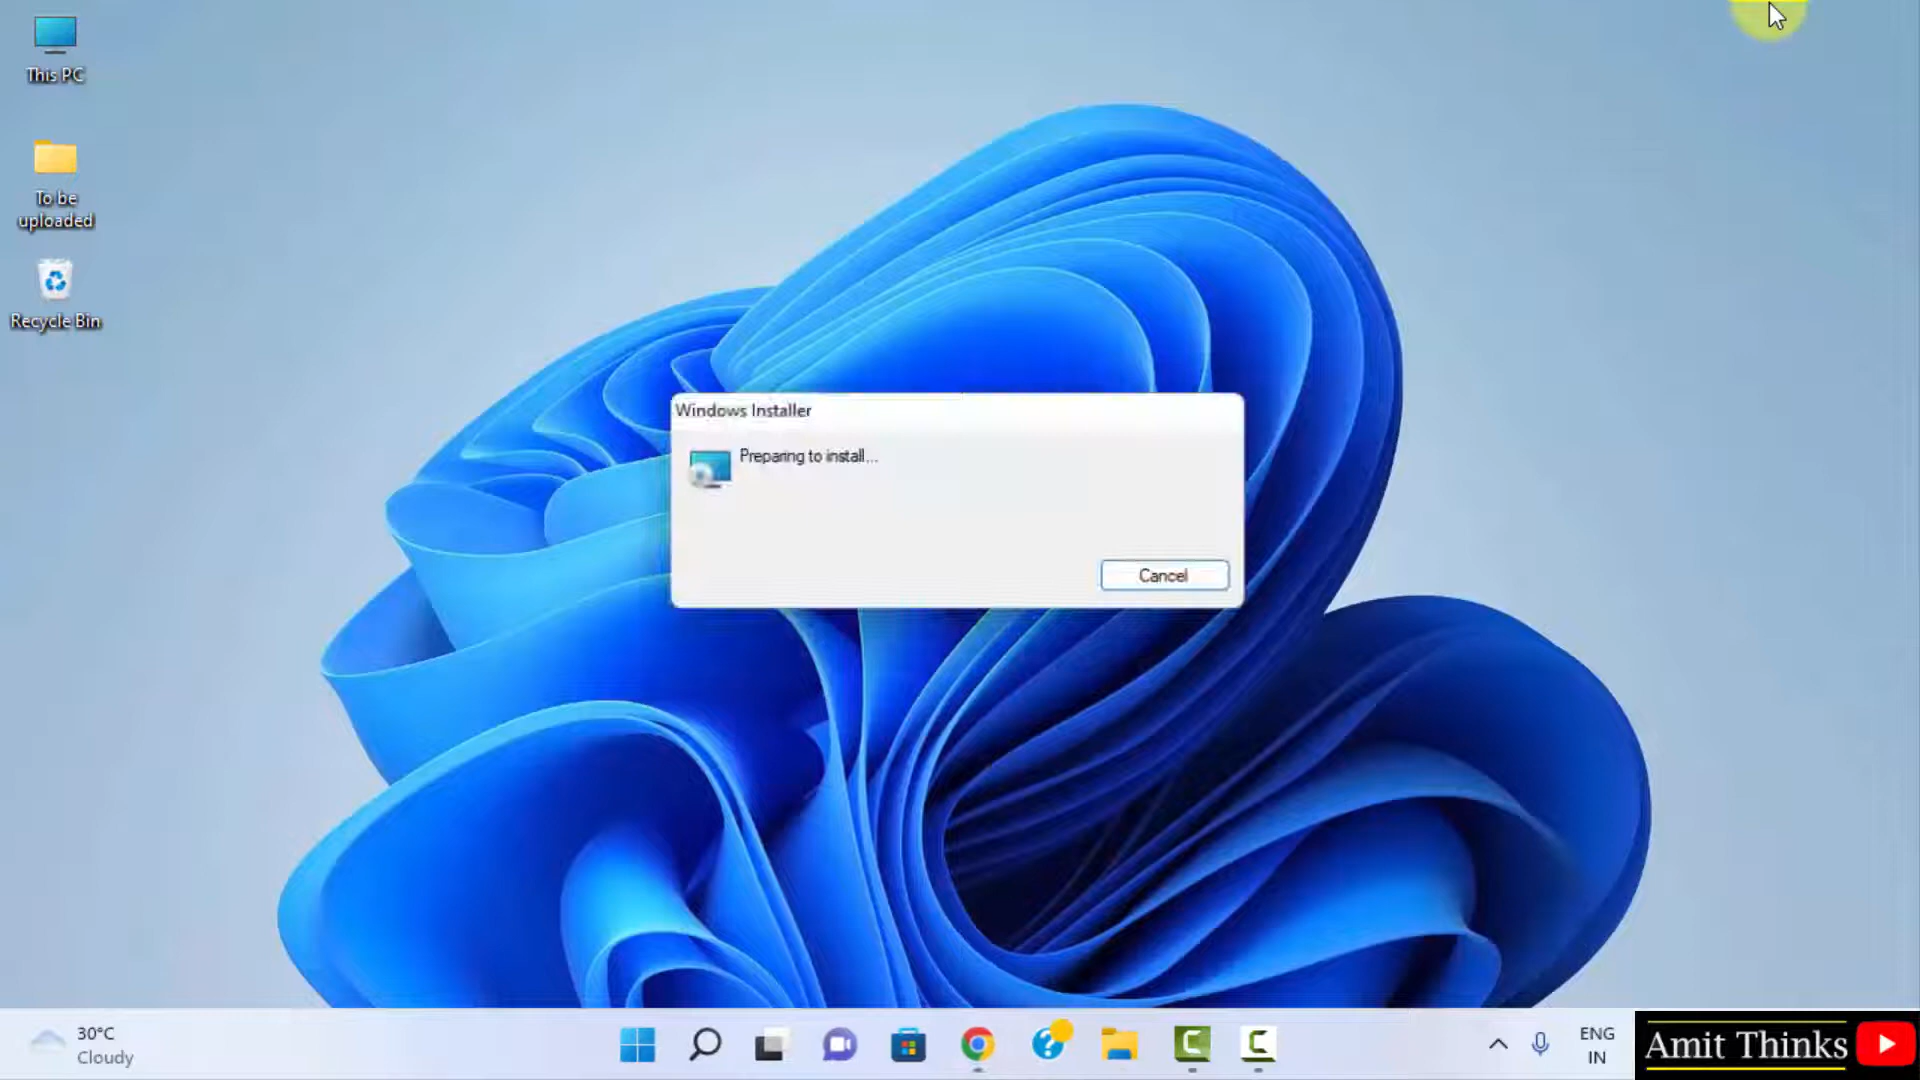 This PC
To be
uploaded
Recycle Bin
Windows Installer
Preparing to install...
Cancel
30°C
Cloudy
ENG
IN
Amit Thinks